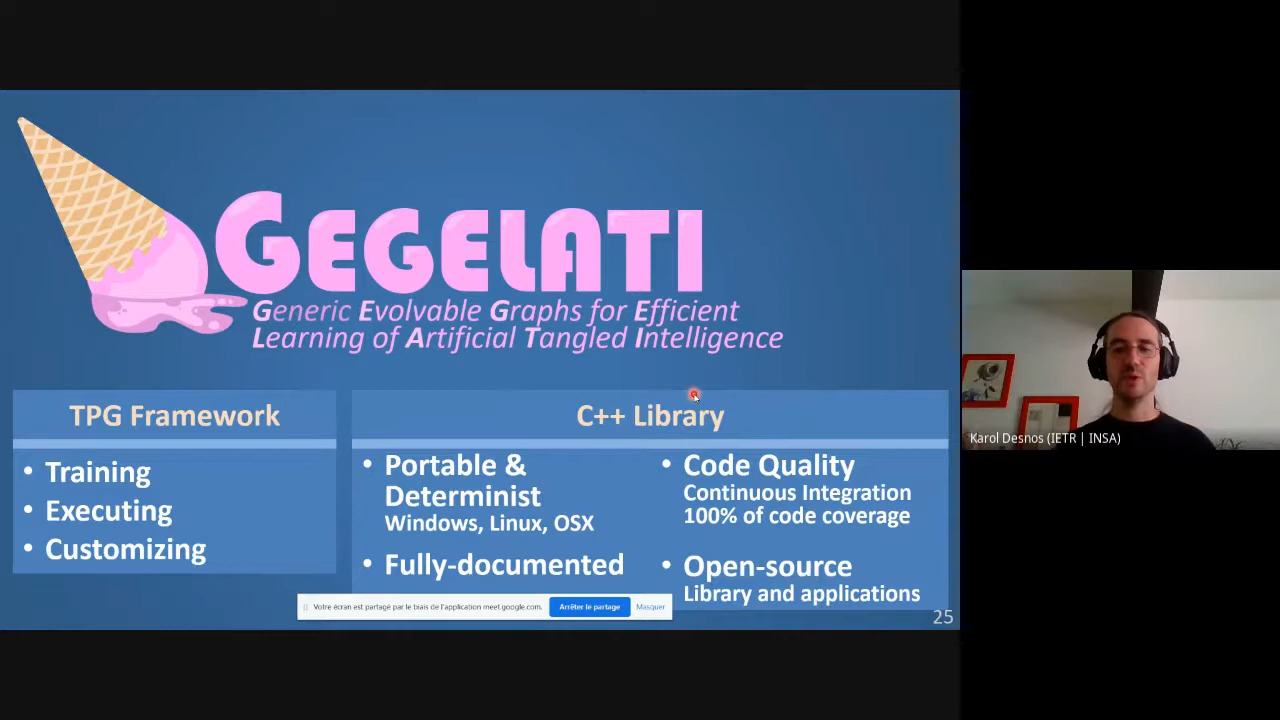 GEGELATI
Generic Evolvable Graphs for Efficient
Learning of Artificial Tangled Intelligence
TPG Framework
• Training
• Executing
• Customizing
C++ Library
• Portable &
Determinist
Windows, Linux, OSX
• Fully-documented
• Code Quality
Continuous Integration
100% of code coverage
• Open-source
Library and applications
Votre écran est partagé par le biais de l'application meet.google.com.
Arrêter le partage
Masquer
25
Karol Desnos (IETR | INSA)